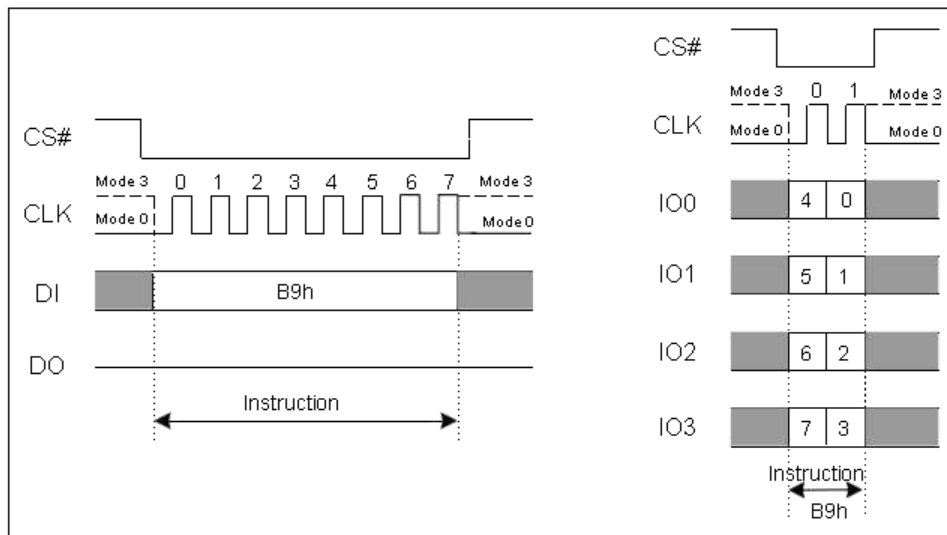 CS#
Mode 3 0 1 2 3 4 5 6 7 Mode 3
CLK
Mode 0 Mode 0
DI B9h
DO
Instruction
CS#
Mode 3 0 1 Mode 3
CLK
Mode 0 Mode 0
IO0 4 0
IO1 5 1
IO2 6 2
IO3 7 3
Instruction
B9h